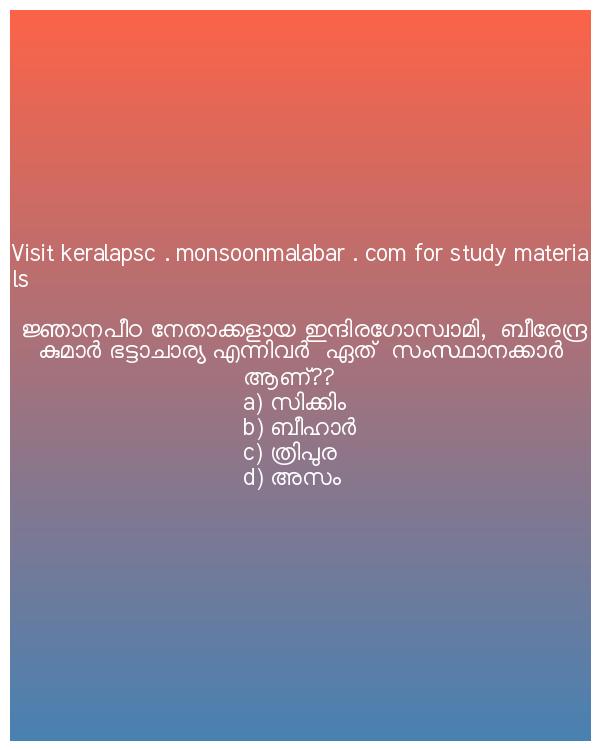 Visit keralapsc . monsoonmalabar . com for study materia
ls
ജ്ഞാനപീഠ നേതാക്കളായ ഇന്ദിരഗോസ്വാമി, ബീരേന്ദ്ര
കുമാർ ഭട്ടാചാര്യ എന്നിവർ ഏത് സംസ്ഥാനക്കാർ
ആണ്??
a) സിക്കിം
b) ബീഹാർ
c) ത്രിപുര
d) അസം